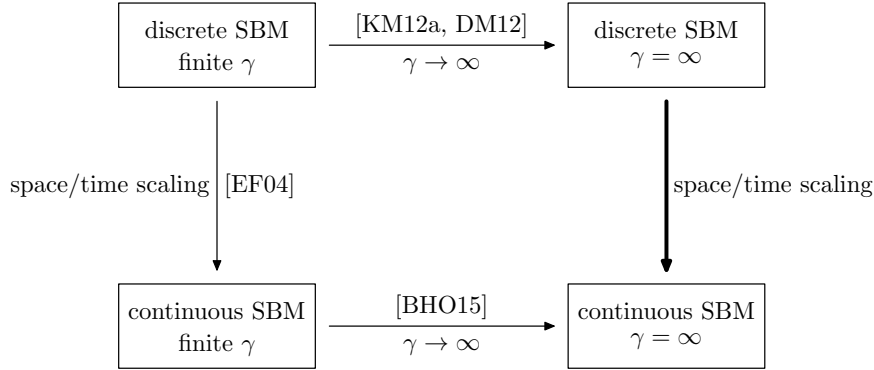 discrete SBM
finite γ
[KM12a, DM12]
γ → ∞
discrete SBM
γ = ∞
space/time scaling
[EF04]
space/time scaling
continuous SBM
finite γ
[BHO15]
γ → ∞
continuous SBM
γ = ∞